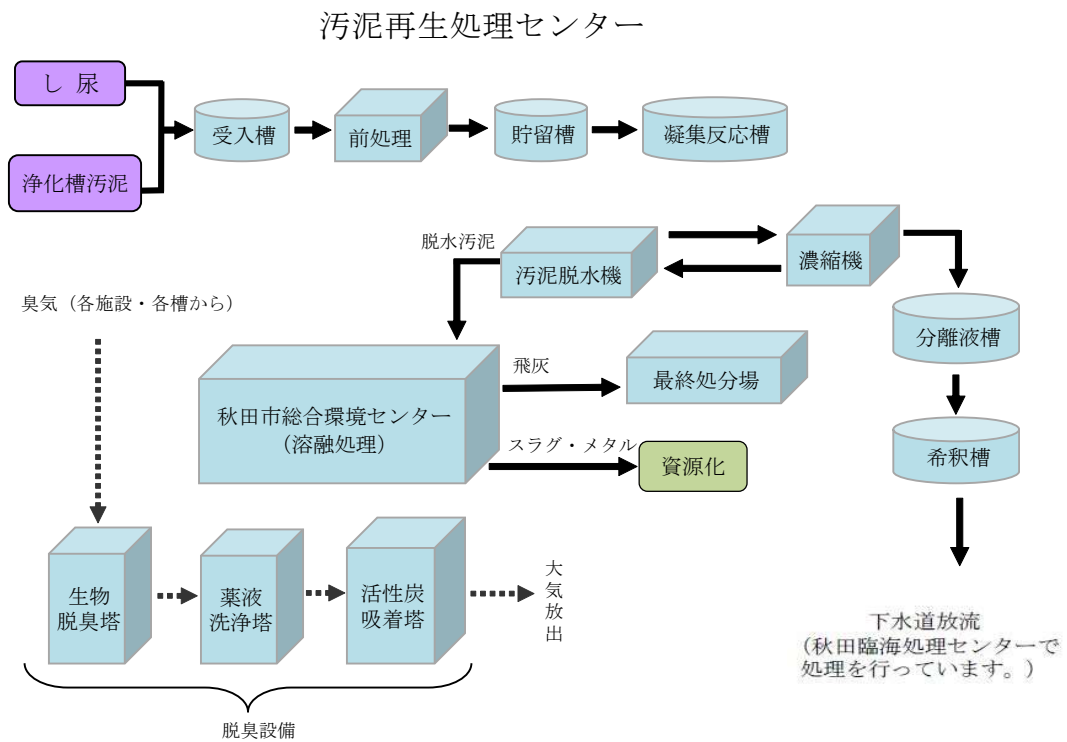 汚泥再生処理センター
し 尿
浄化槽汚泥
受入槽
前処理
貯留槽
凝集反応槽
脱水汚泥
汚泥脱水機
濃縮機
臭気（各施設・各槽から）
分離液槽
飛灰
最終処分場
秋田市総合環境センター
（溶融処理）
スラグ・メタル
資源化
希釈槽
生物
脱臭塔
薬液
洗浄塔
活性炭
吸着塔
大気放出
下水道放流
（秋田臨海処理センターで
処理を行っています。）
脱臭設備